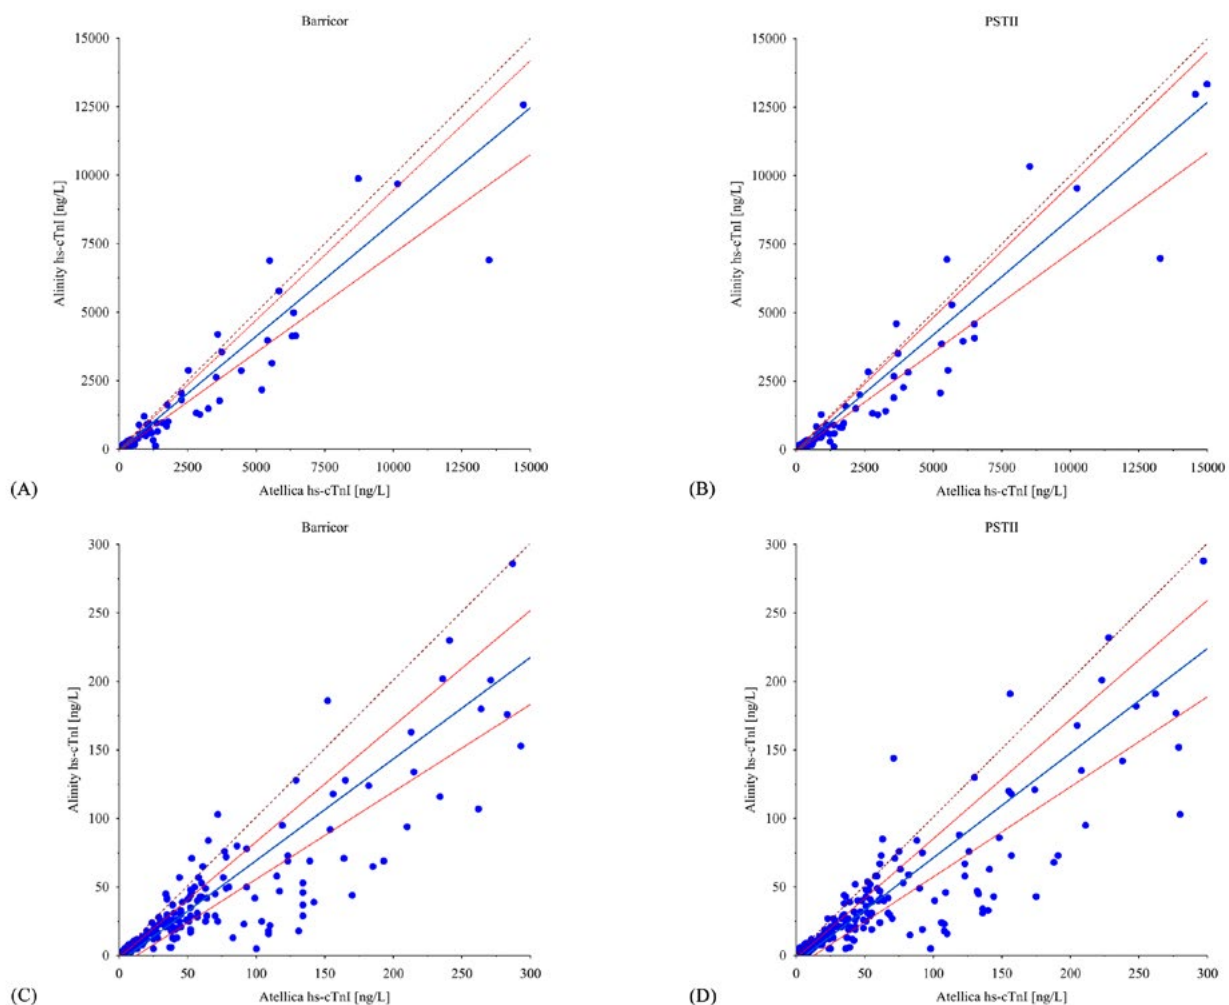 Barricor
15000
12500
10000
7500
5000
2500
0
Alinity hs-cTnI [ng/L]
0 2500 5000 7500 10000 12500 15000
(A) Atellica hs-cTnI [ng/L]
PSTII
15000
12500
10000
7500
5000
2500
0
Alinity hs-cTnI [ng/L]
0 2500 5000 7500 10000 12500 15000
(B) Atellica hs-cTnI [ng/L]
Barricor
300
250
200
150
100
50
0
Alinity hs-cTnI [ng/L]
0 50 100 150 200 250 300
(C) Atellica hs-cTnI [ng/L]
PSTII
300
250
200
150
100
50
0
Alinity hs-cTnI [ng/L]
0 50 100 150 200 250 300
(D) Atellica hs-cTnI [ng/L]